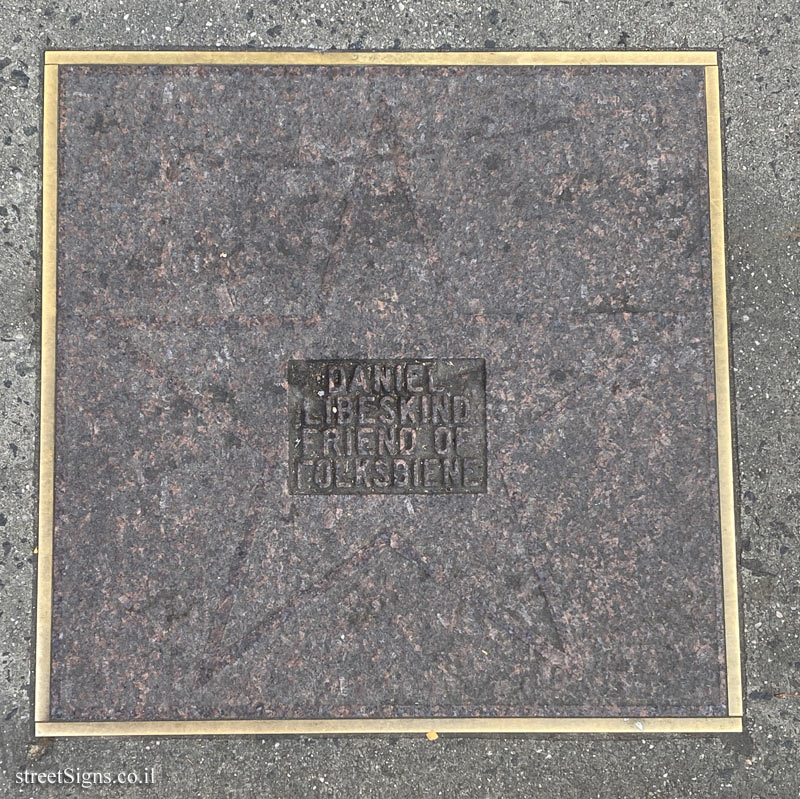 DANIEL
LIBESKIND
FRIEND OF
FOLKSBIENE
streetSigns.co.il